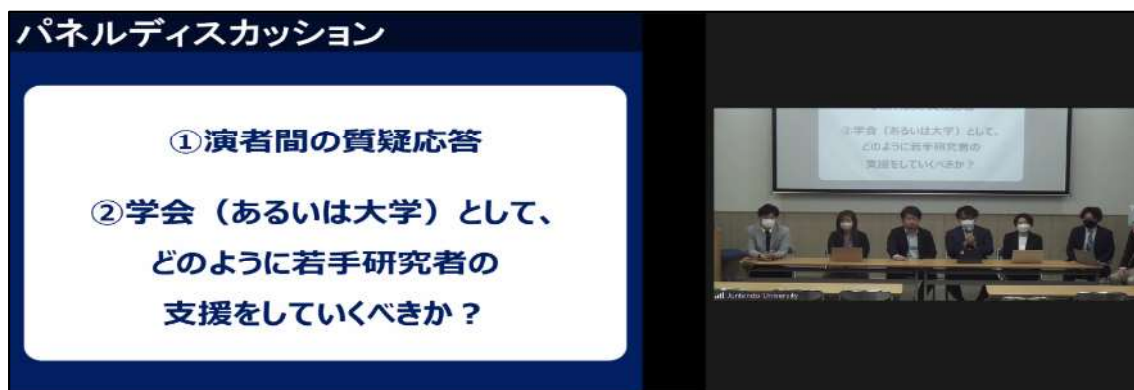 パネルディスカッション
①演者間の質疑応答
②学会（あるいは大学）として、
どのように若手研究者の
支援をしていくべきか？
②学会（あるいは大学）として、
どのように若手研究者の
支援をしていくべきか？
Juntendo University